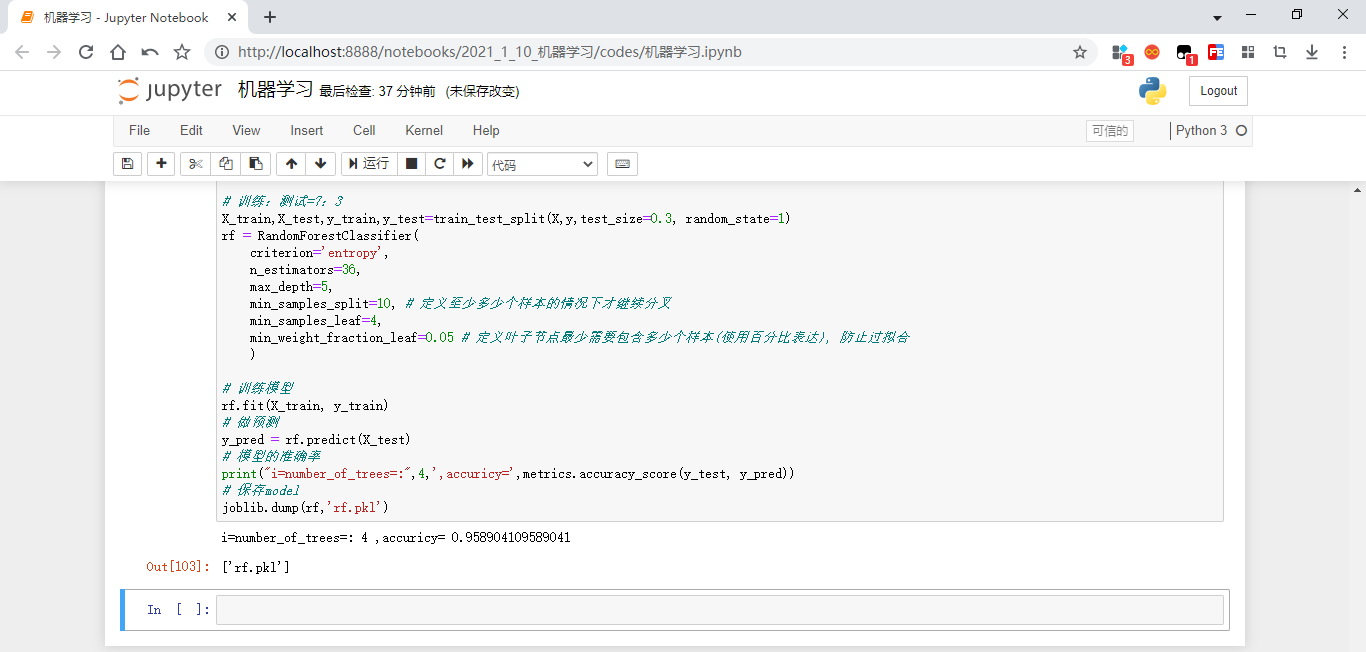 机器学习 - Jupyter Notebook
http://localhost:8888/notebooks/2021_1_10_机器学习/codes/机器学习.ipynb
3
1
jupyter 机器学习 最后检查: 37 分钟前 (未保存改变)
Logout
File Edit View Insert Cell Kernel Help
可信的
Python 3
运行
代码
# 训练：测试=7：3
X_train,X_test,y_train,y_test=train_test_split(X,y,test_size=0.3, random_state=1)
rf = RandomForestClassifier(
criterion='entropy',
n_estimators=36,
max_depth=5,
min_samples_split=10, # 定义至少多少个样本的情况下才继续分叉
min_samples_leaf=4,
min_weight_fraction_leaf=0.05 # 定义叶子节点最少需要包含多少个样本(使用百分比表达), 防止过拟合
)
# 训练模型
rf.fit(X_train, y_train)
# 做预测
y_pred = rf.predict(X_test)
# 模型的准确率
print("i=number_of_trees=:",4,',accuricy=',metrics.accuracy_score(y_test, y_pred))
# 保存model
joblib.dump(rf,'rf.pkl')
i=number_of_trees=: 4 ,accuricy= 0.958904109589041
Out[103]: ['rf.pkl']
In [ ]: